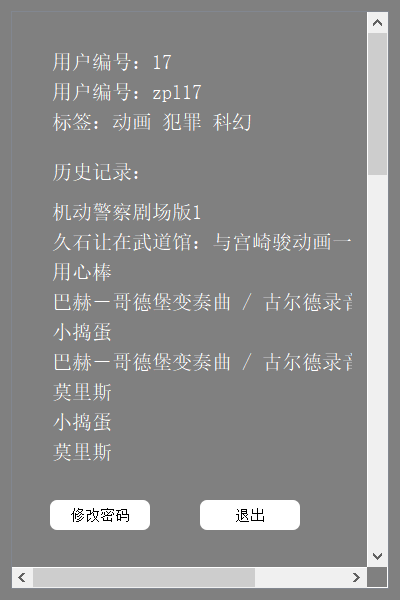 用户编号：17
用户编号：zpl17
标签：动画 犯罪 科幻
历史记录：
机动警察剧场版1
久石让在武道馆：与宫崎骏动画一
用心棒
巴赫－哥德堡变奏曲 / 古尔德录音
小捣蛋
巴赫－哥德堡变奏曲 / 古尔德录音
莫里斯
小捣蛋
莫里斯
修改密码
退出